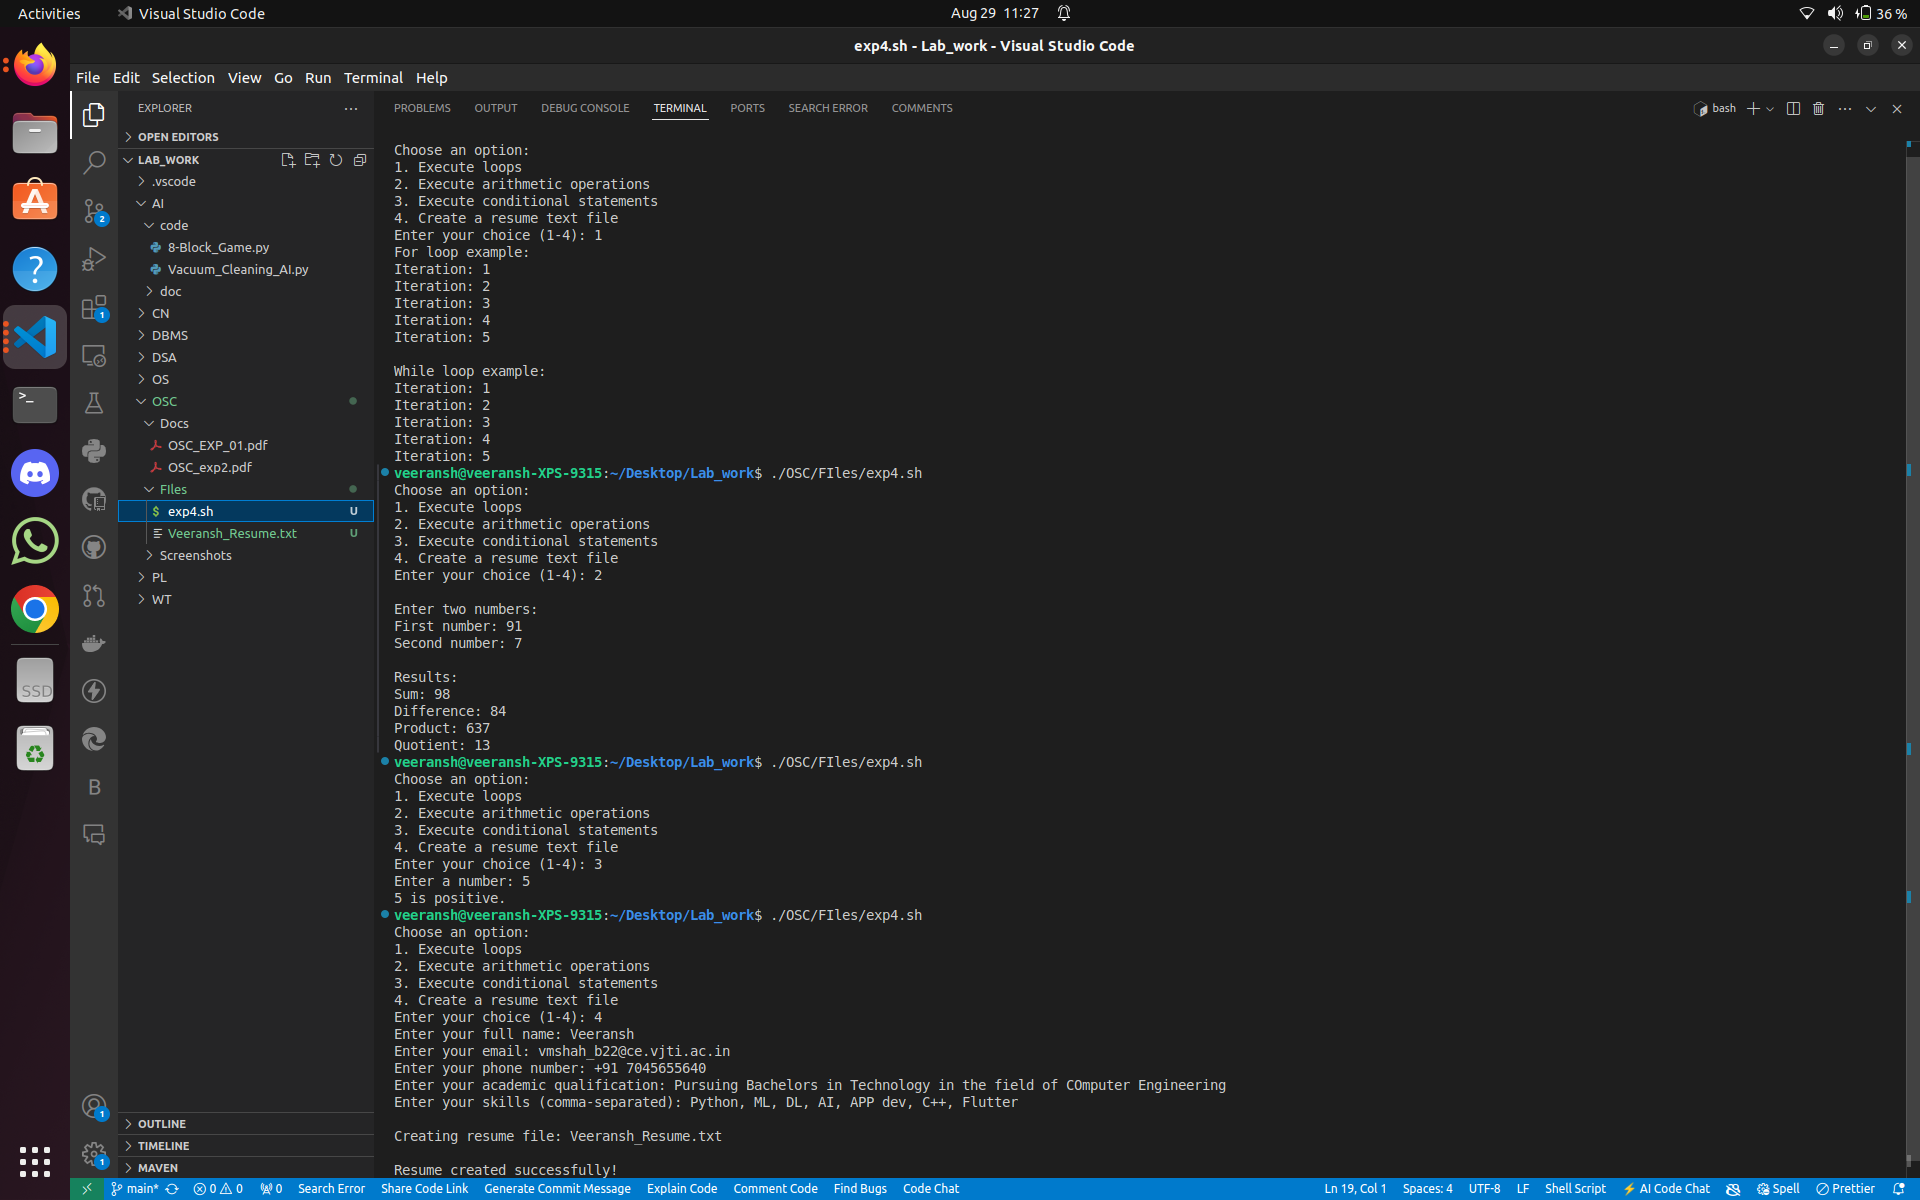 Activities
Visual Studio Code
Aug 29 11:27
36 %
exp4.sh - Lab_work - Visual Studio Code
File Edit Selection View Go Run Terminal Help
EXPLORER
OPEN EDITORS
LAB_WORK
.vscode
AI
code
8-Block_Game.py
Vacuum_Cleaning_AI.py
doc
CN
DBMS
DSA
OS
OSC
Docs
OSC_EXP_01.pdf
OSC_exp2.pdf
FIles
$ exp4.sh U
Veeransh_Resume.txt U
Screenshots
PL
WT
OUTLINE
TIMELINE
MAVEN
2
1
B
1
1
SSD
PROBLEMS OUTPUT DEBUG CONSOLE TERMINAL PORTS SEARCH ERROR COMMENTS
bash
Choose an option:
1. Execute loops
2. Execute arithmetic operations
3. Execute conditional statements
4. Create a resume text file
Enter your choice (1-4): 1
For loop example:
Iteration: 1
Iteration: 2
Iteration: 3
Iteration: 4
Iteration: 5
While loop example:
Iteration: 1
Iteration: 2
Iteration: 3
Iteration: 4
Iteration: 5
veeransh@veeransh-XPS-9315:~/Desktop/Lab_work$ ./OSC/FIles/exp4.sh
Choose an option:
1. Execute loops
2. Execute arithmetic operations
3. Execute conditional statements
4. Create a resume text file
Enter your choice (1-4): 2
Enter two numbers:
First number: 91
Second number: 7
Results:
Sum: 98
Difference: 84
Product: 637
Quotient: 13
veeransh@veeransh-XPS-9315:~/Desktop/Lab_work$ ./OSC/FIles/exp4.sh
Choose an option:
1. Execute loops
2. Execute arithmetic operations
3. Execute conditional statements
4. Create a resume text file
Enter your choice (1-4): 3
Enter a number: 5
5 is positive.
veeransh@veeransh-XPS-9315:~/Desktop/Lab_work$ ./OSC/FIles/exp4.sh
Choose an option:
1. Execute loops
2. Execute arithmetic operations
3. Execute conditional statements
4. Create a resume text file
Enter your choice (1-4): 4
Enter your full name: Veeransh
Enter your email: vmshah_b22@ce.vjti.ac.in
Enter your phone number: +91 7045655640
Enter your academic qualification: Pursuing Bachelors in Technology in the field of COmputer Engineering
Enter your skills (comma-separated): Python, ML, DL, AI, APP dev, C++, Flutter
Creating resume file: Veeransh_Resume.txt
Resume created successfully!
main* 0 0 0 Search Error Share Code Link Generate Commit Message Explain Code Comment Code Find Bugs Code Chat Ln 19, Col 1 Spaces: 4 UTF-8 LF Shell Script AI Code Chat Spell Prettier